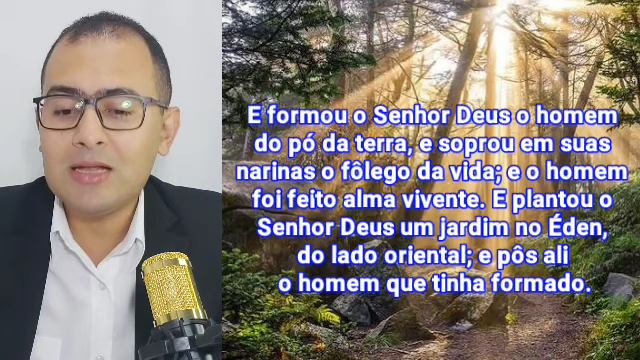 E formou o Senhor Deus o homem
do pó da terra, e soprou em suas
narinas o fôlego da vida; e o homem
foi feito alma vivente. E plantou o
Senhor Deus um jardim no Éden,
do lado oriental; e pôs ali
o homem que tinha formado.